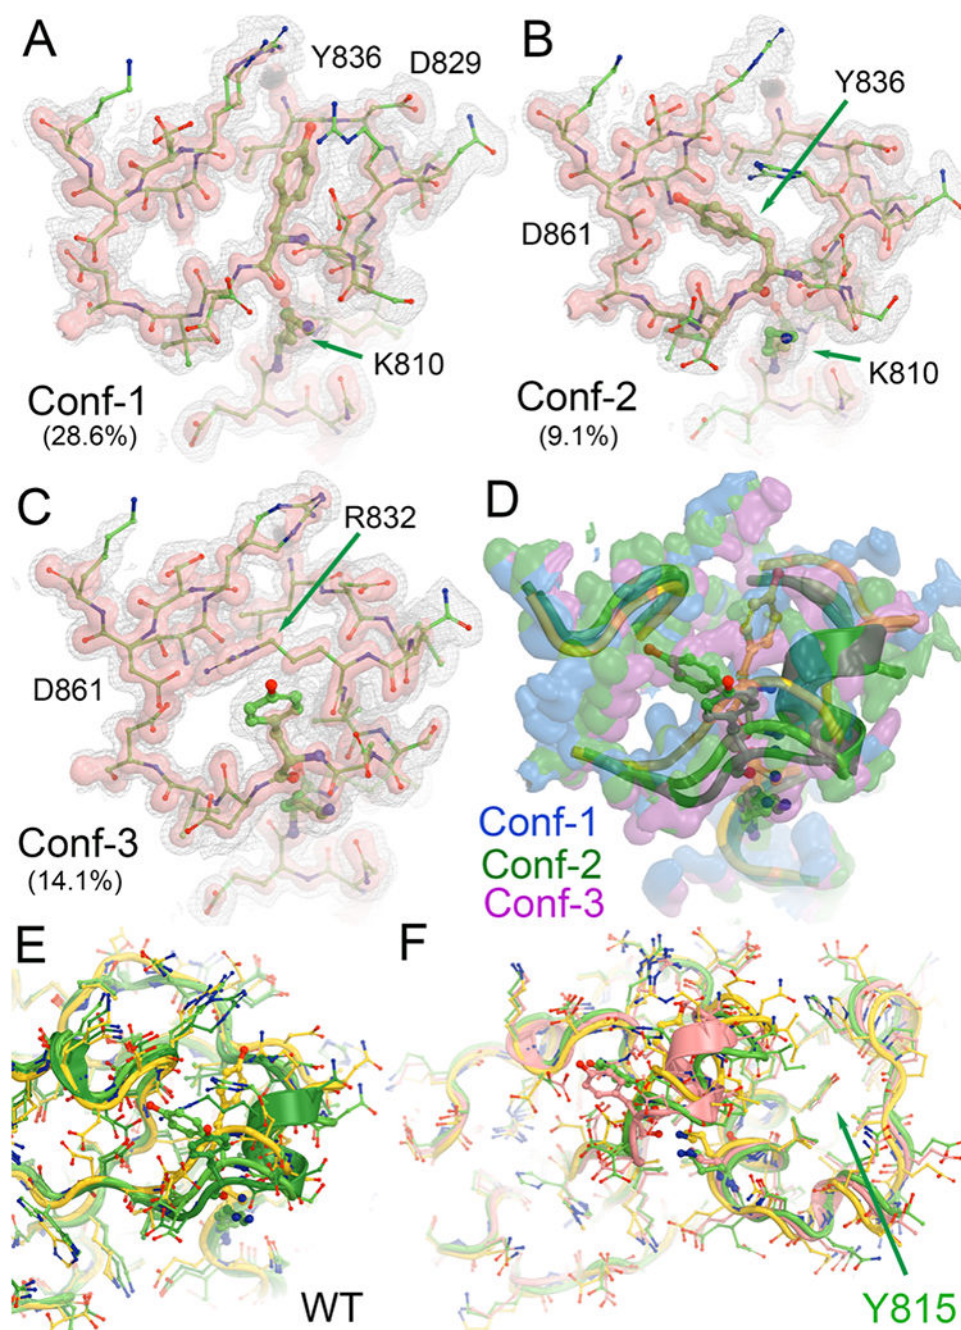 A
Y836
D829
K810
Conf-1
(28.6%)
B
Y836
D861
K810
Conf-2
(9.1%)
C
R832
D861
Conf-3
(14.1%)
D
Conf-1
Conf-2
Conf-3
E
WT
F
Y815